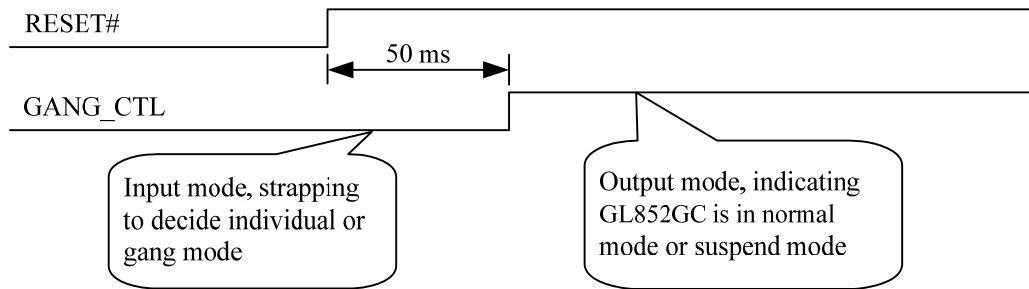 RESET#
50 ms
GANG_CTL
Input mode, strapping
to decide individual or
gang mode
Output mode, indicating
GL852GC is in normal
mode or suspend mode